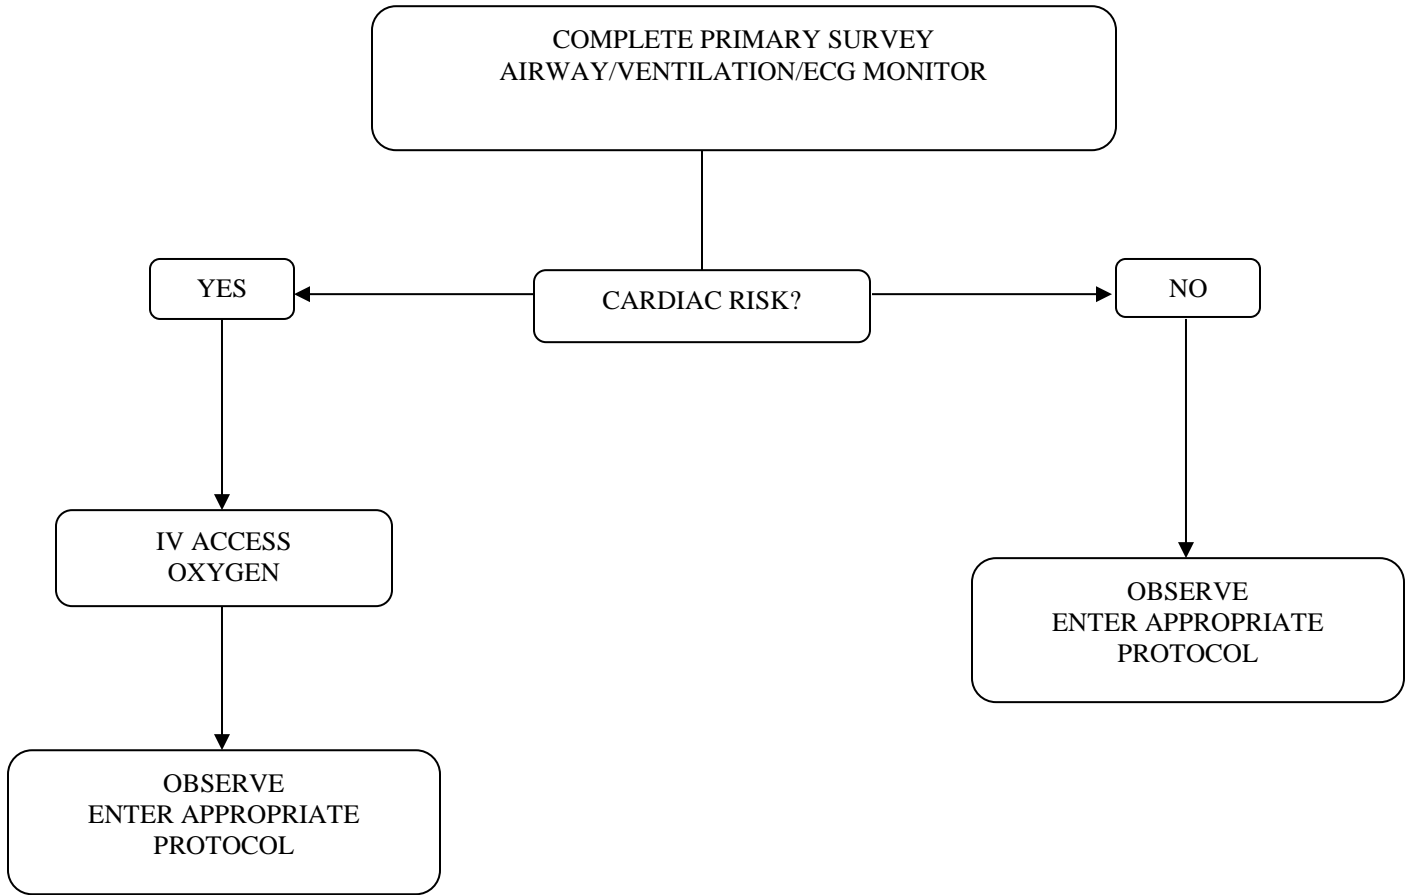 COMPLETE PRIMARY SURVEY
AIRWAY/VENTILATION/ECG MONITOR
YES
CARDIAC RISK?
NO
IV ACCESS
OXYGEN
OBSERVE
ENTER APPROPRIATE
PROTOCOL
OBSERVE
ENTER APPROPRIATE
PROTOCOL